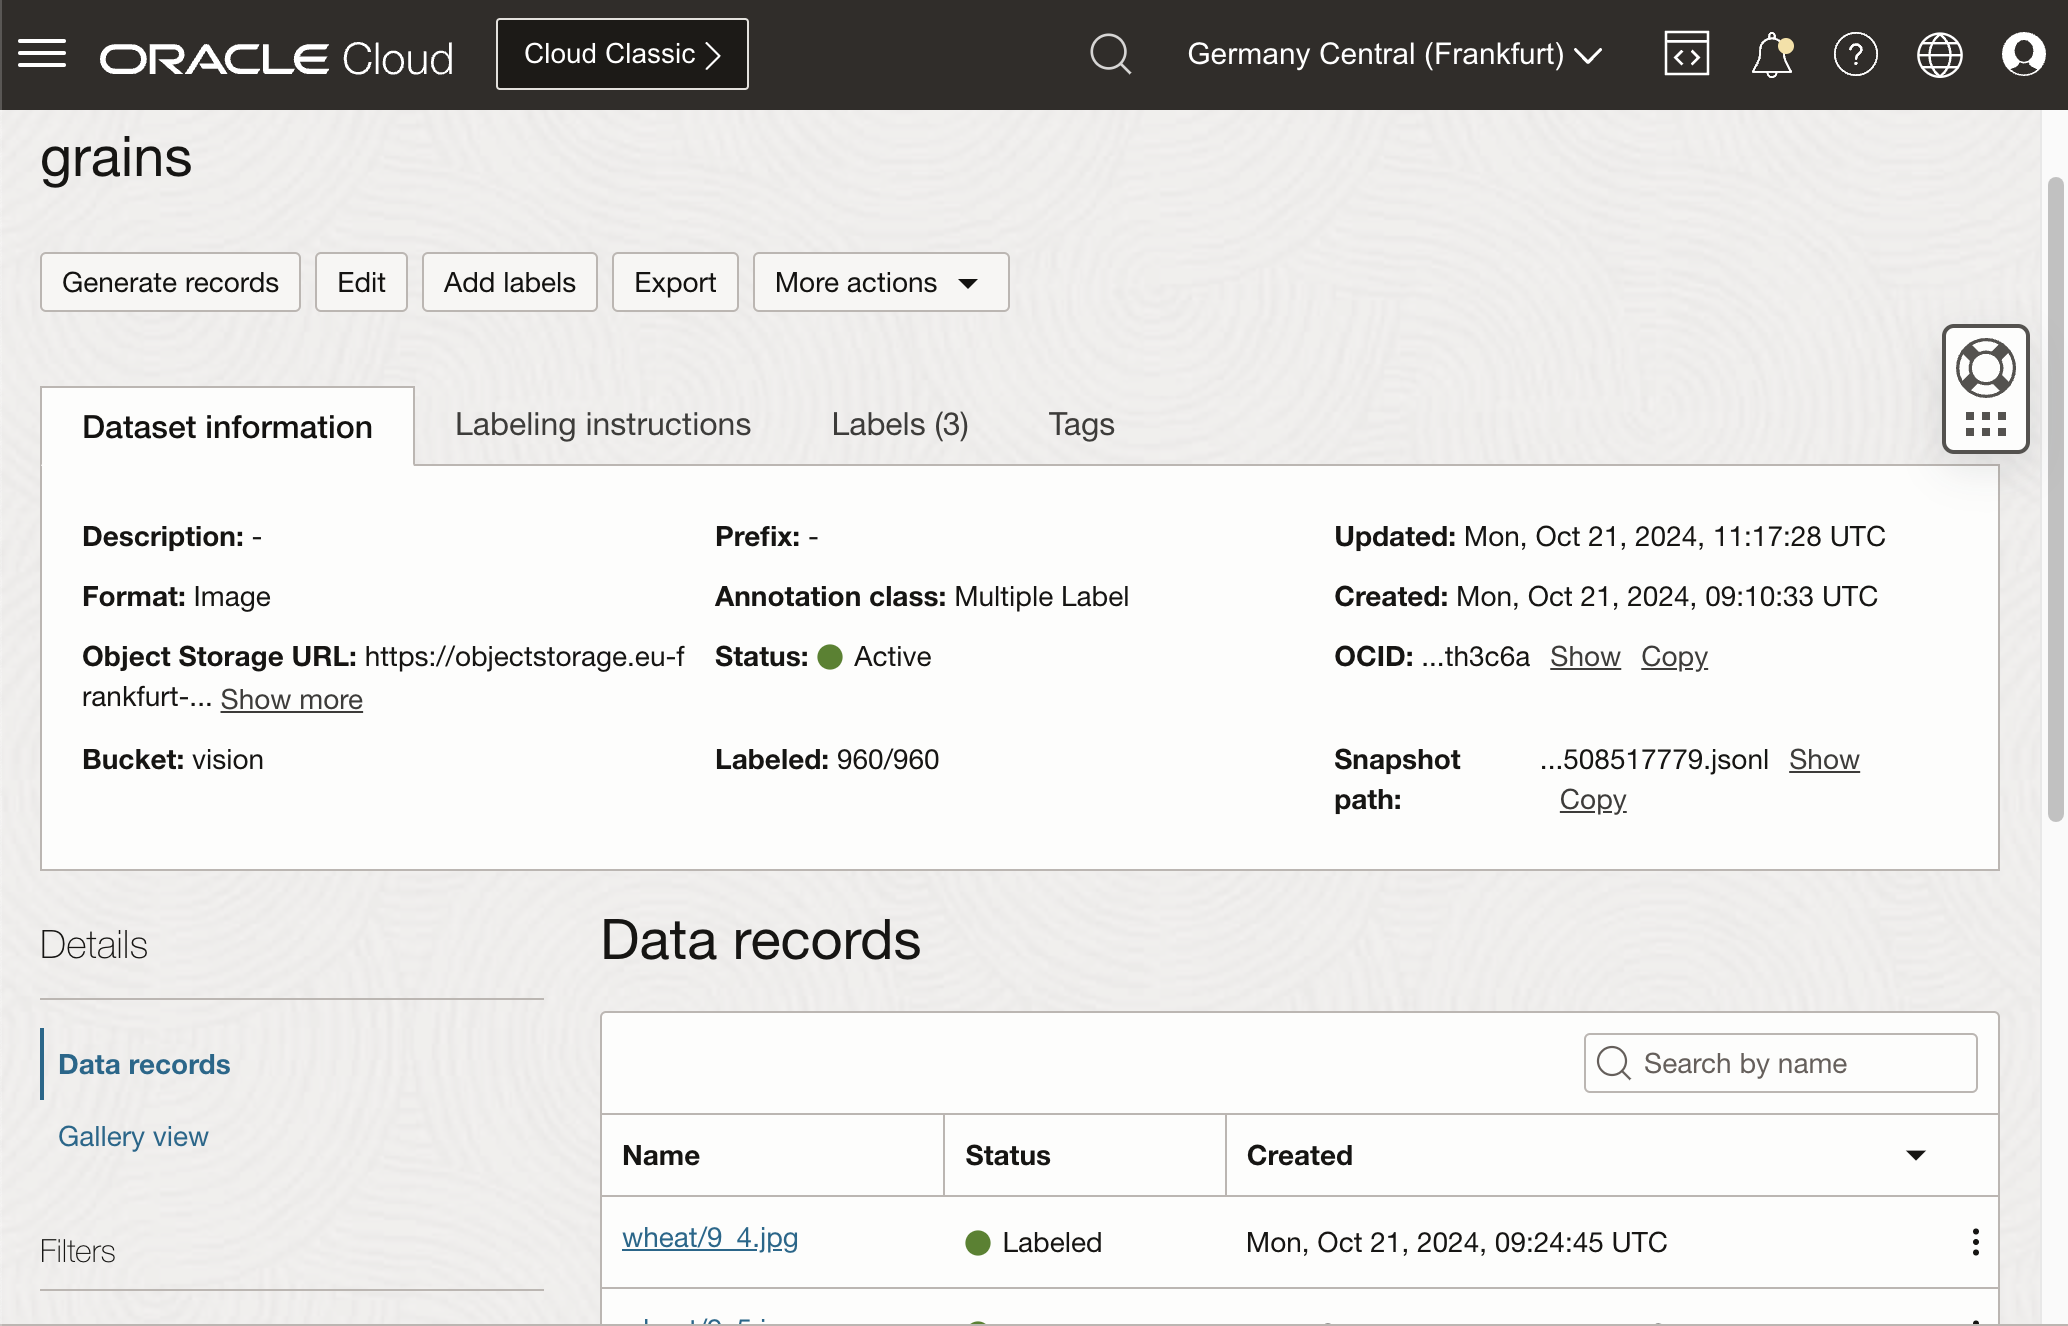 ORACLE Cloud
Cloud Classic
Germany Central (Frankfurt)
grains
Generate records
Edit
Add labels
Export
More actions
Dataset information
Labeling instructions
Labels (3)
Tags
Description: -
Prefix: -
Updated: Mon, Oct 21, 2024, 11:17:28 UTC
Format: Image
Annotation class: Multiple Label
Created: Mon, Oct 21, 2024, 09:10:33 UTC
Object Storage URL: https://objectstorage.eu-f
rankfurt-... Show more
Status: Active
OCID: ...th3c6a Show Copy
Bucket: vision
Labeled: 960/960
Snapshot path: ...508517779.jsonl Show
Copy
Details
Data records
Gallery view
Filters
Data records
Search by name
Name Status Created
wheat/9_4.jpg Labeled Mon, Oct 21, 2024, 09:24:45 UTC